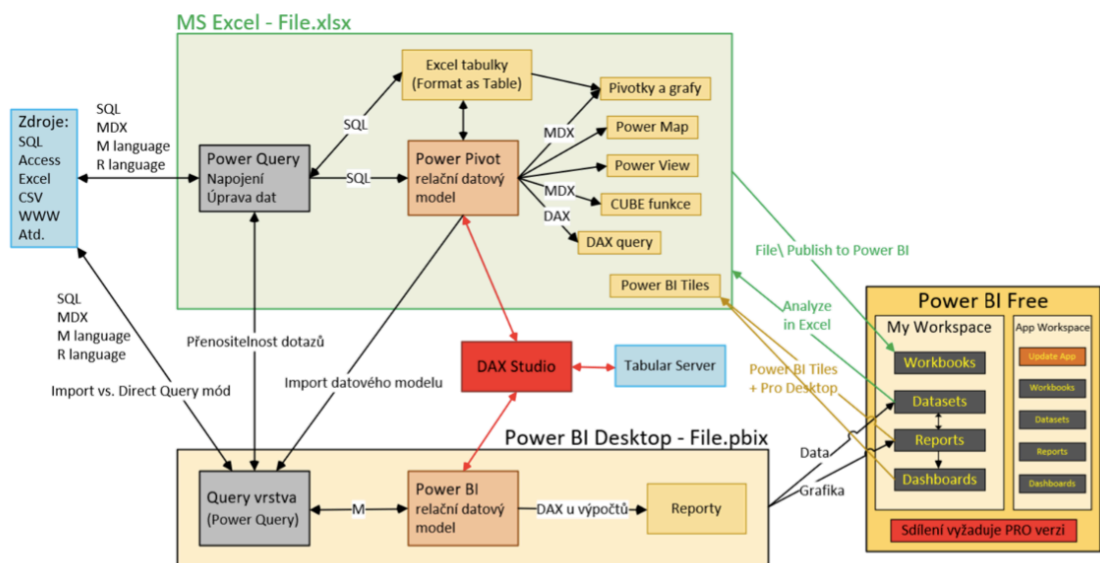 MS Excel - File.xlsx
Excel tabulky
(Format as Table)
Pivotky a grafy
Power Map
Power View
CUBE funkce
DAX query
Power BI Tiles
SQL
MDX
M language
R language
Zdroje:
SQL
Access
Excel
CSV
WWW
Atd.
Power Query
Napojení
Úprava dat
SQL
SQL
Power Pivot
relační datový
model
MDX
MDX
DAX
File\ Publish to Power BI
Analyze
in Excel
Power BI Tiles
+ Pro Desktop
SQL
MDX
M language
R language
Import vs. Direct Query mód
Přenositelnost dotazů
Import datového modelu
DAX Studio
Tabular Server
Power BI Desktop - File.pbix
Query vrstva
(Power Query)
M
Power BI
relační datový
model
DAX u výpočtů
Reporty
Data
Grafika
Power BI Free
My Workspace
Workbooks
Datasets
Reports
Dashboards
App Workspace
Update App
Workbooks
Datasets
Reports
Dashboards
Sdílení vyžaduje PRO verzi